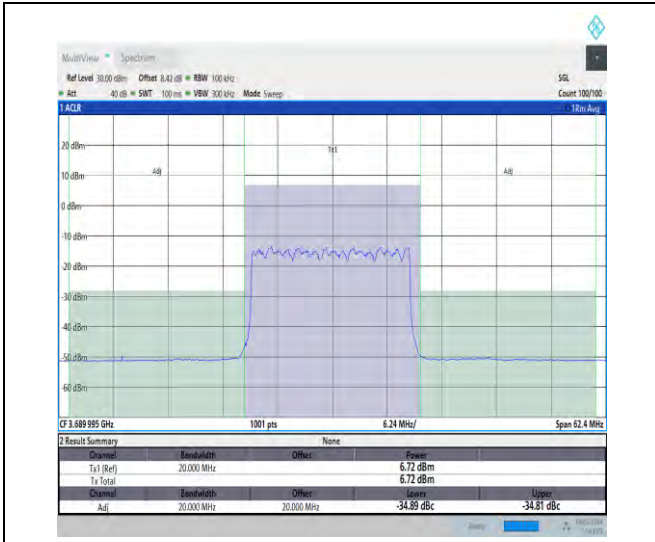 MultiView Spectrum
Ref Level 30.00 dBm Offset 8.42 dB RBW 100 kHz SGL
Att 40 dB SWT 100 ms VBW 300 kHz Mode Sweep Count 100/100
1 ACLR 1Rm Avg
20 dBm
Tx1
Adj Adj
10 dBm
0 dBm
-10 dBm
-20 dBm
-30 dBm
-40 dBm
-50 dBm
-60 dBm
CF 3.689 995 GHz 1001 pts 6.24 MHz/ Span 62.4 MHz
2 Result Summary None
Channel Bandwidth Offset Power
Tx1 (Ref) 20.000 MHz 6.72 dBm
Tx Total 6.72 dBm
Channel Bandwidth Offset Lower Upper
Adj 20.000 MHz 20.000 MHz -34.89 dBc -34.81 dBc